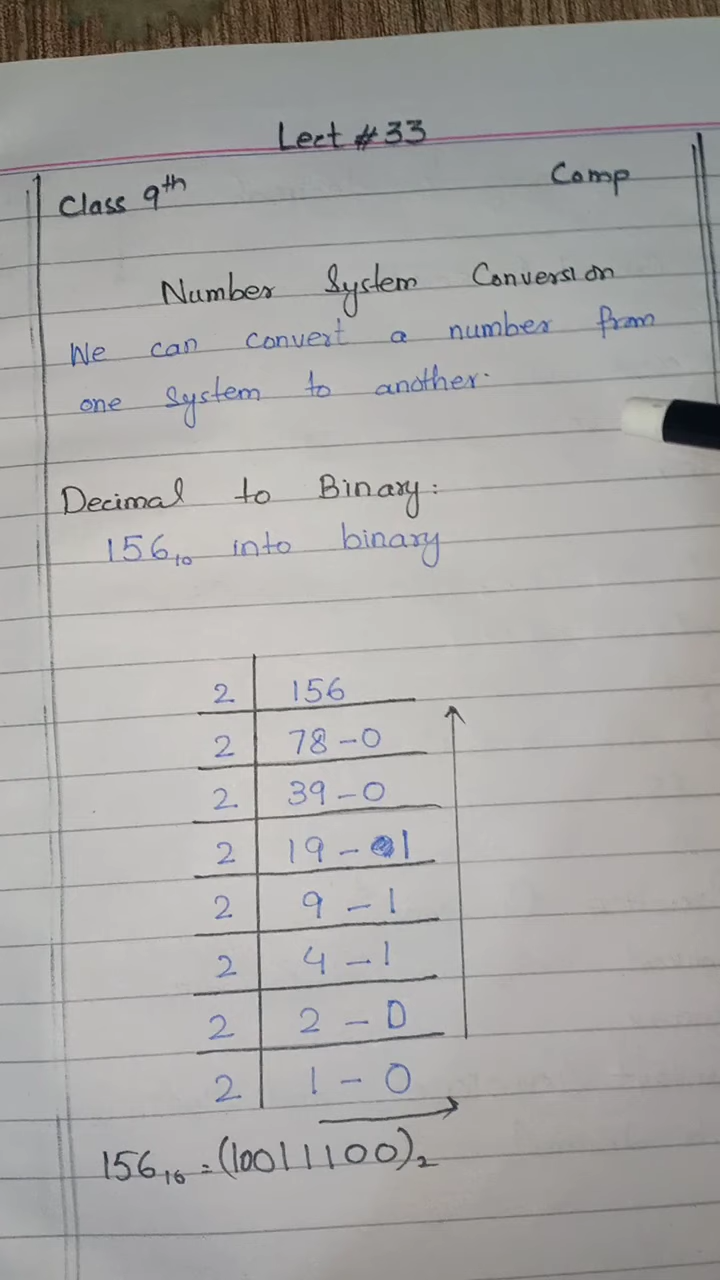 Lect #33
Class 9th Comp
Number System Conversion
We can convert a number from
one system to another.
Decimal to Binary:
156₁₀ into binary
2 156
2 78-0
2 39-0
2 19-1
2 9-1
2 4-1
2 2-0
2 1-0
156₁₆ = (10011100)₂